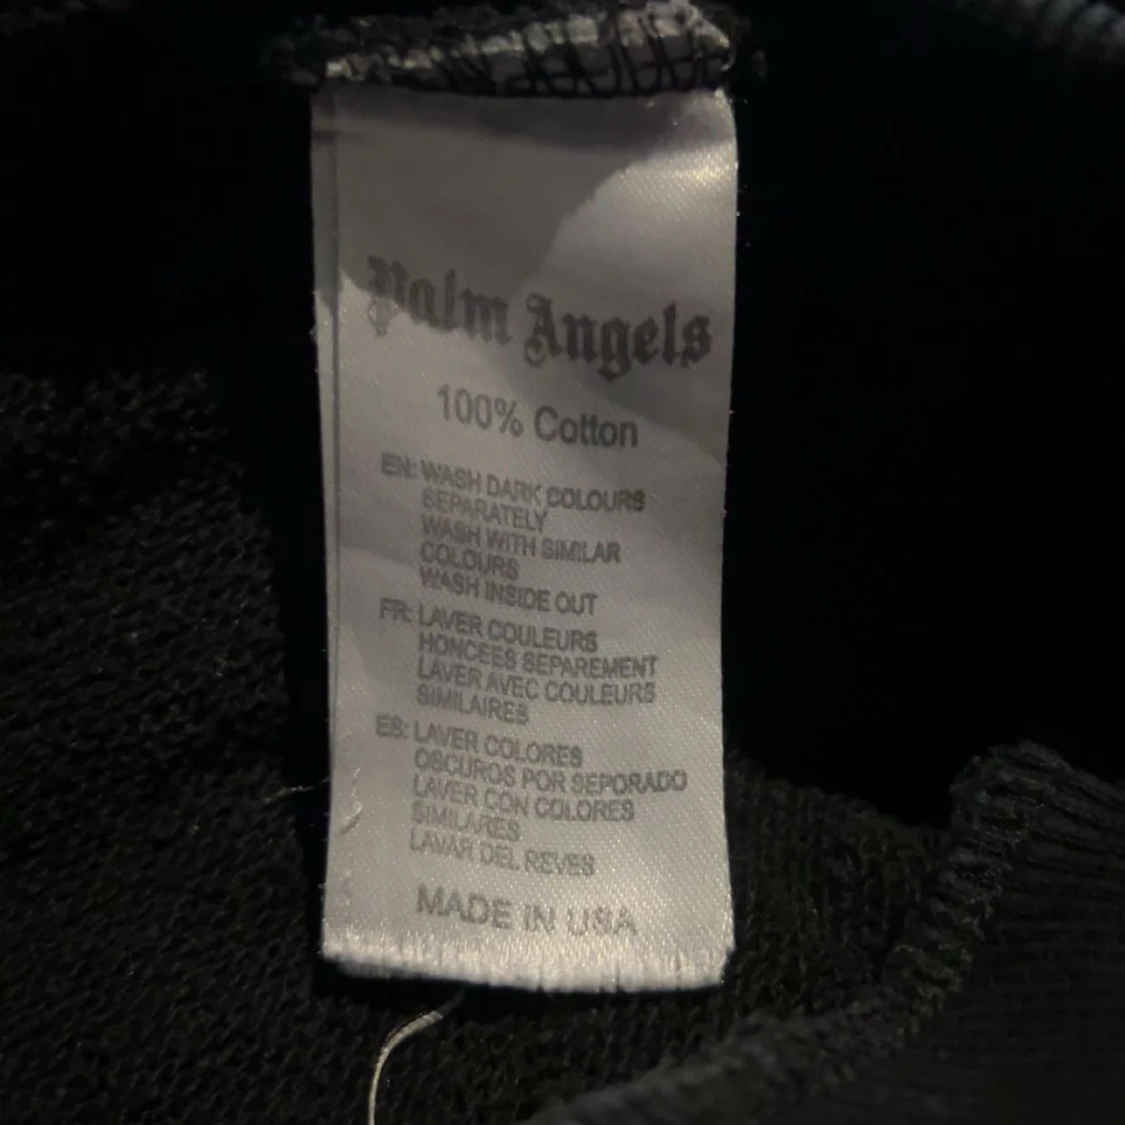 Palm Angels
100% Cotton
EN: WASH DARK COLOURS
SEPARATELY
WASH WITH SIMILAR
COLOURS
WASH INSIDE OUT
FR: LAVER COULEURS
HONCEES SEPAREMENT
LAVER AVEC COULEURS
SIMILAIRES
ES: LAVER COLORES
OSCUROS POR SEPORADO
LAVER CON COLORES
SIMILARES
LAVAR DEL REVES
MADE IN USA